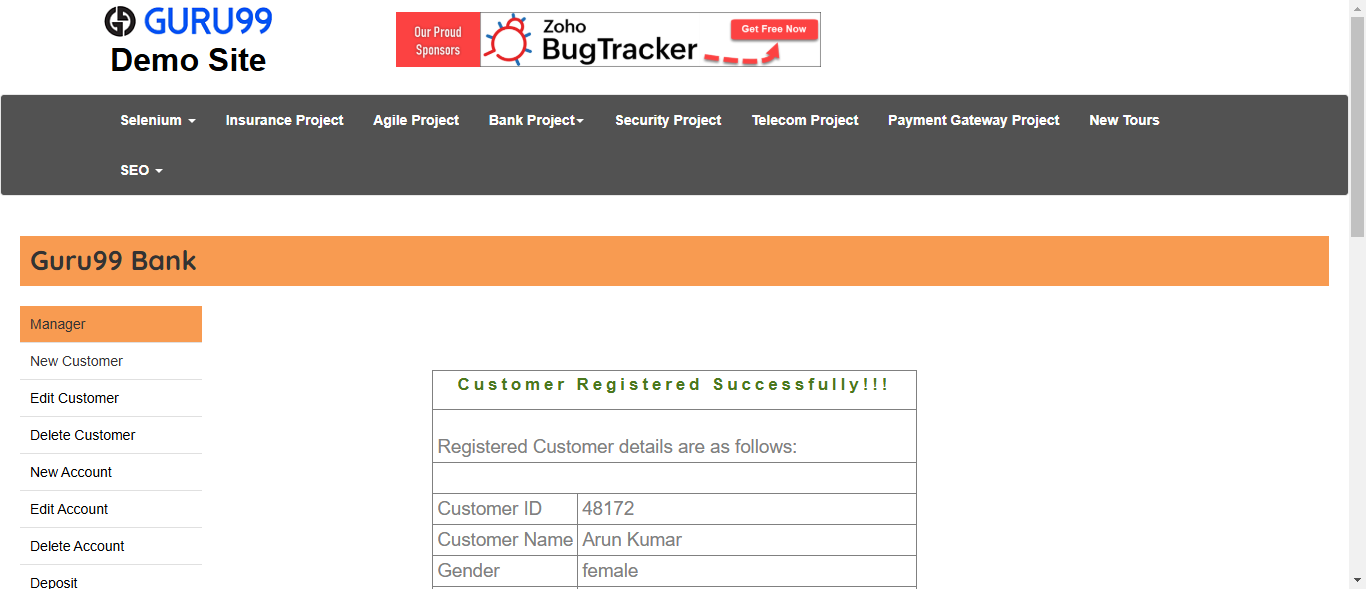 GURU99
Demo Site
Our Proud
Sponsors
Zoho
BugTracker
Get Free Now
Selenium
Insurance Project
Agile Project
Bank Project
Security Project
Telecom Project
Payment Gateway Project
New Tours
SEO
Guru99 Bank
Manager
New Customer
Edit Customer
Delete Customer
New Account
Edit Account
Delete Account
Deposit
Customer Registered Successfully!!!
Registered Customer details are as follows:
Customer ID 48172
Customer Name Arun Kumar
Gender female